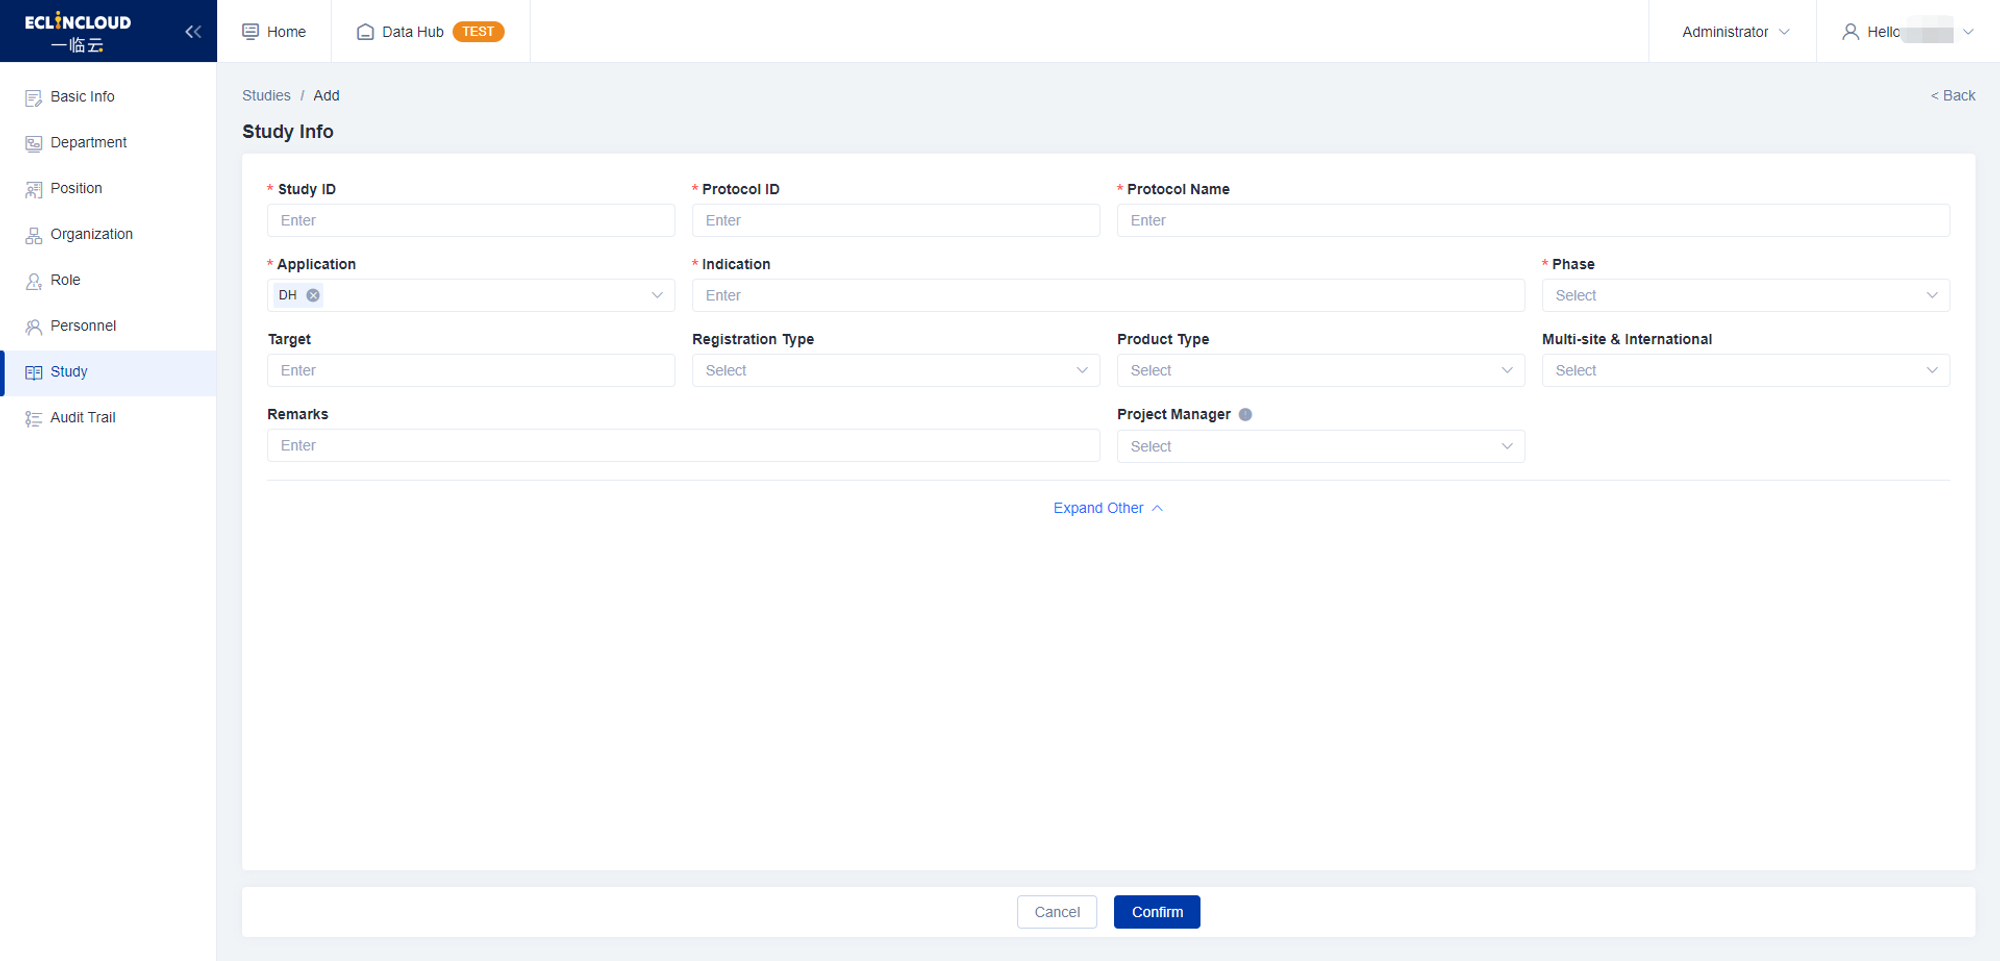 ECLINCLOUD
一临云
Home
Data Hub TEST
Administrator
Hello
Basic Info
Department
Position
Organization
Role
Personnel
Study
Audit Trail
Studies / Add
< Back
Study Info
* Study ID
Enter
* Protocol ID
Enter
* Protocol Name
Enter
* Application
DH
* Indication
Enter
* Phase
Select
Target
Enter
Registration Type
Select
Product Type
Select
Multi-site & International
Select
Remarks
Enter
Project Manager
Select
Expand Other
Cancel
Confirm